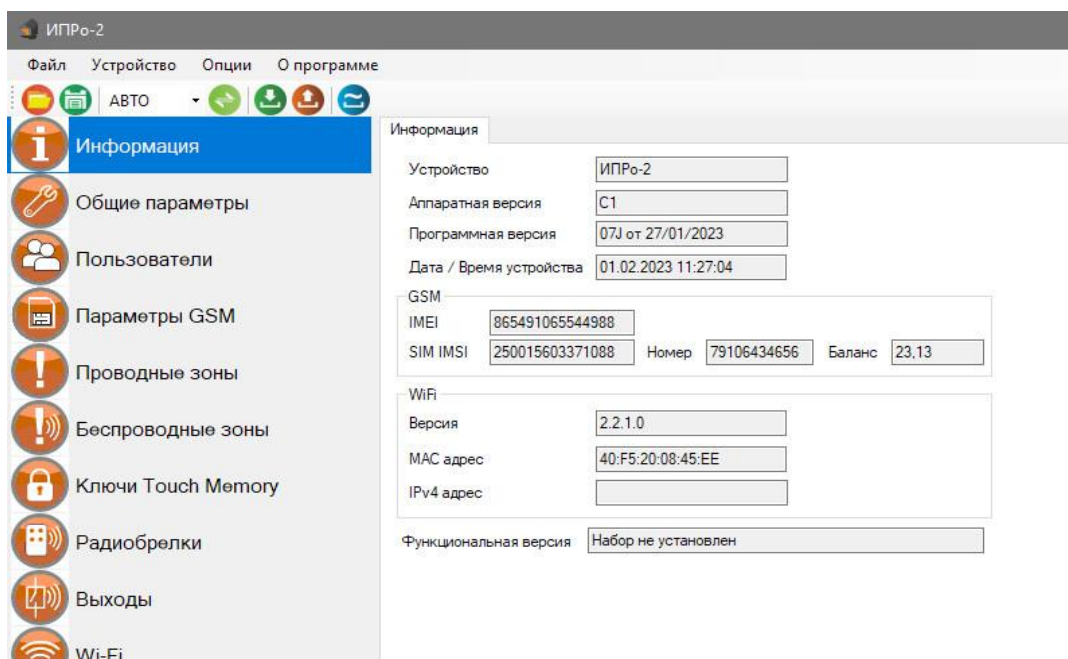 ИПРо-2
Файл Устройство Опции О программе
АВТО
Информация
Общие параметры
Пользователи
Параметры GSM
Проводные зоны
Беспроводные зоны
Ключи Touch Memory
Радиобрелки
Выходы
Wi-Fi
Информация
Устройство ИПРо-2
Аппаратная версия C1
Программная версия 07J от 27/01/2023
Дата / Время устройства 01.02.2023 11:27:04
GSM
IMEI 865491065544988
SIM IMSI 250015603371088 Номер 79106434656 Баланс 23,13
WiFi
Версия 2.2.1.0
MAC адрес 40:F5:20:08:45:EE
IPv4 адрес
Функциональная версия Набор не установлен